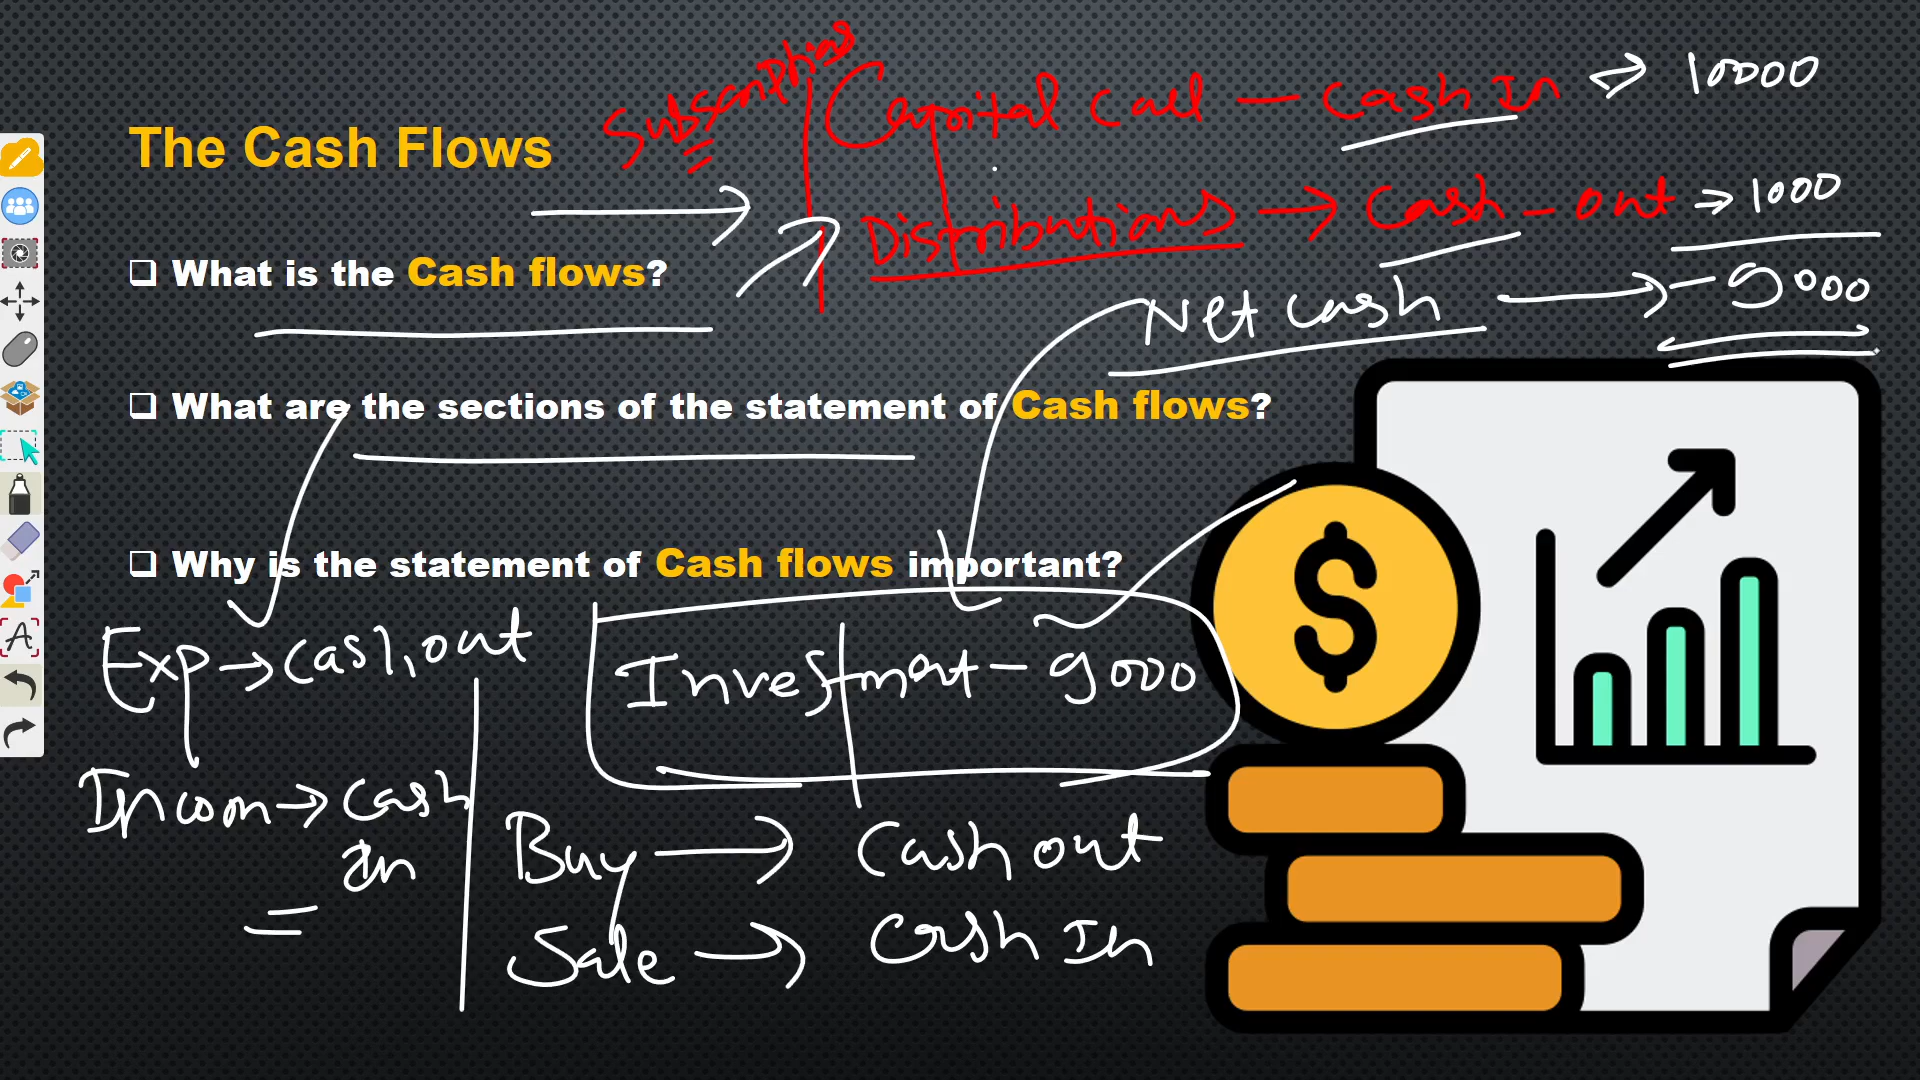 Subscriptions
Capital Call — Cash In → 10000
The Cash Flows
Distributions → Cash - out → 1000
❑ What is the Cash flows?
Net cash → - 9000
❑ What are the sections of the statement of Cash flows?
❑ Why is the statement of Cash flows important?
Exp → Cash out
Investment - 9000
Incom → Cash In
Buy → Cash out
Sale → Cash In
$